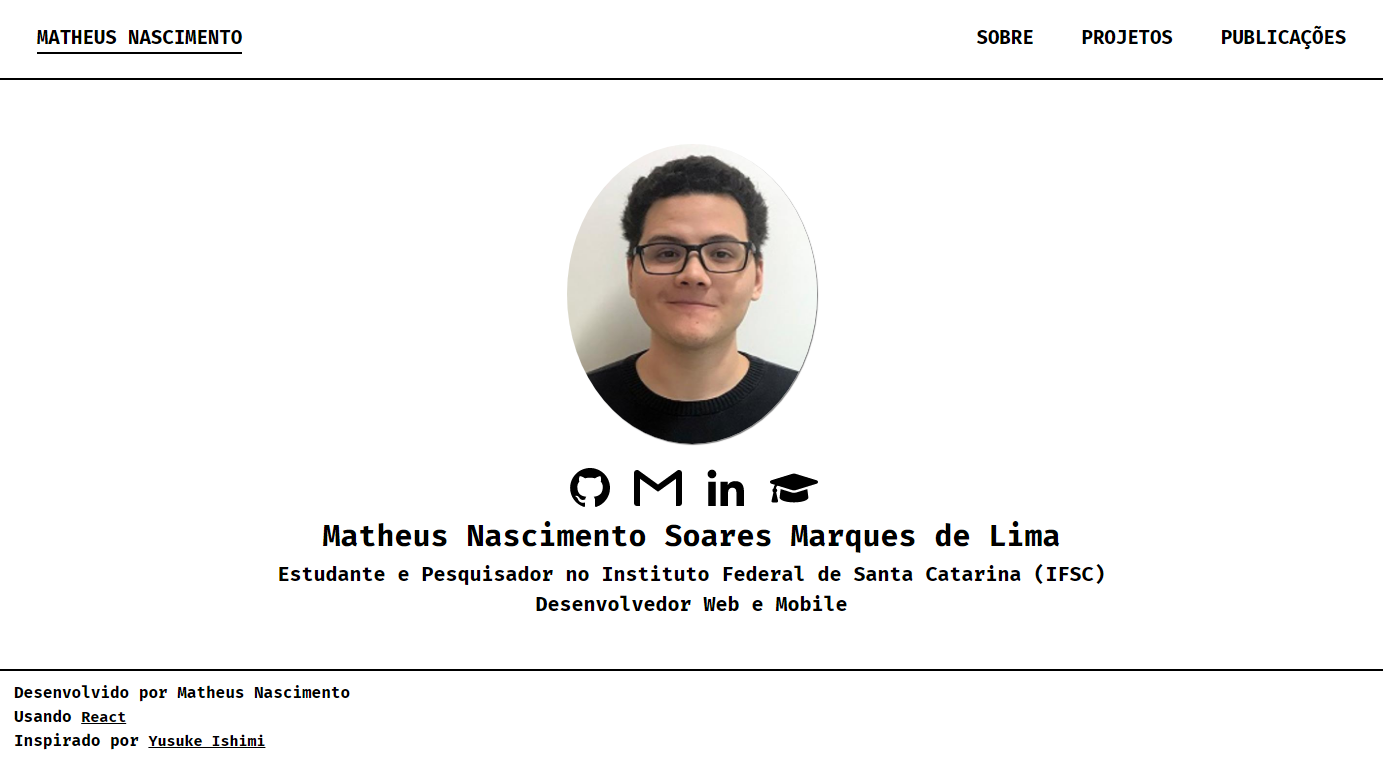 MATHEUS NASCIMENTO
SOBRE PROJETOS PUBLICAÇÕES
Matheus Nascimento Soares Marques de Lima
Estudante e Pesquisador no Instituto Federal de Santa Catarina (IFSC)
Desenvolvedor Web e Mobile
Desenvolvido por Matheus Nascimento
Usando React
Inspirado por Yusuke Ishimi